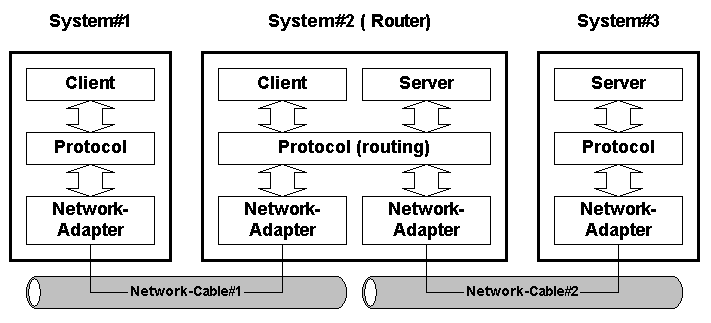 System#1
System#2 ( Router)
System#3
Client
Client
Server
Server
Protocol
Protocol (routing)
Protocol
Network-
Adapter
Network-
Adapter
Network-
Adapter
Network-
Adapter
Network-Cable#1
Network-Cable#2